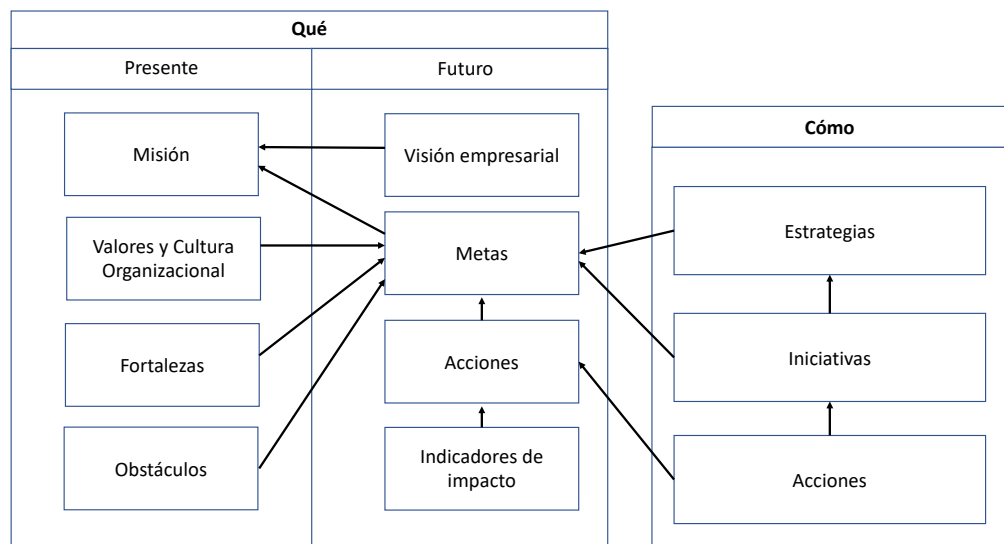 Qué
Presente
Futuro
Misión
Visión empresarial
Valores y Cultura
Organizacional
Metas
Fortalezas
Acciones
Obstáculos
Indicadores de
impacto
Cómo
Estrategias
Iniciativas
Acciones